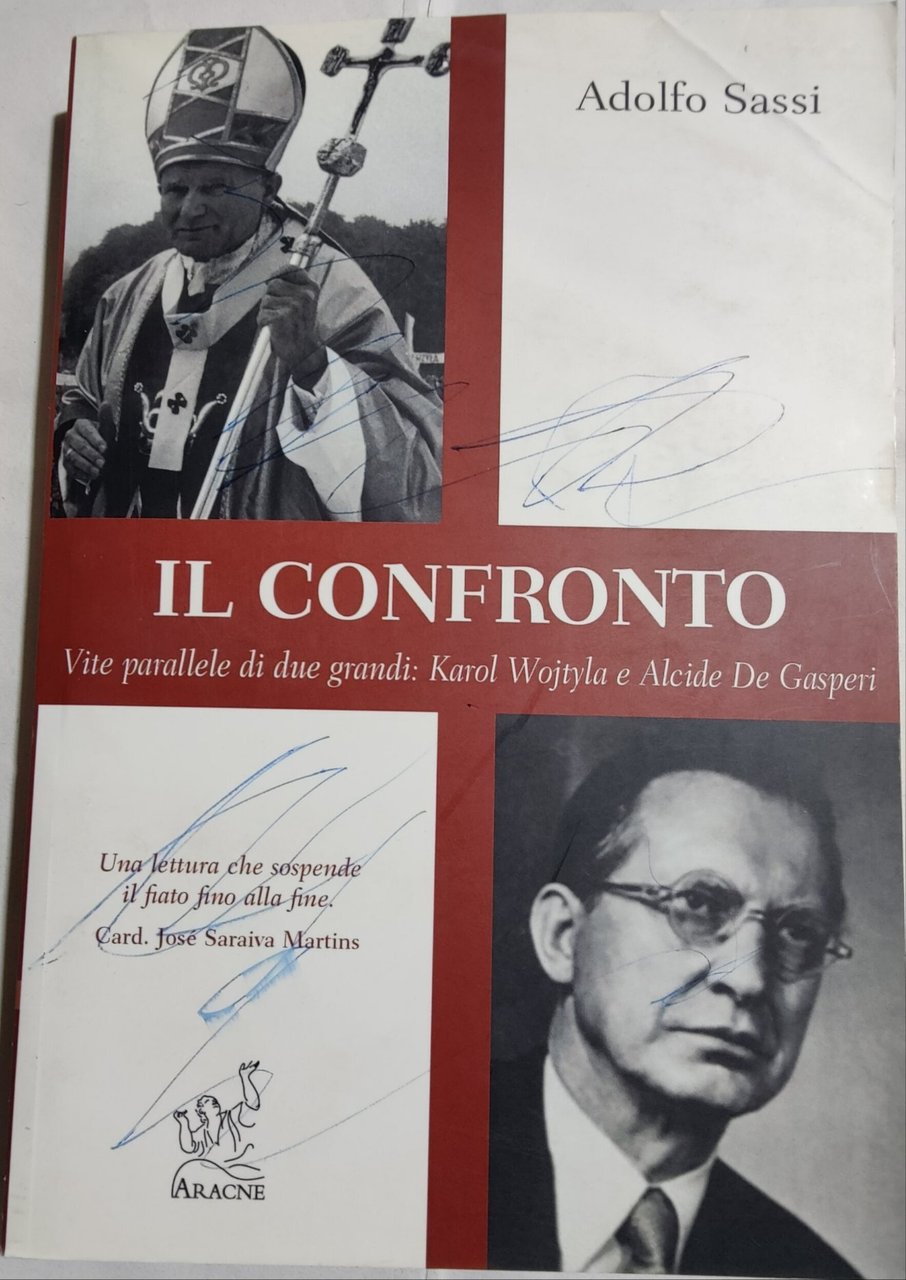 Adolfo Sassi
IL CONFRONTO
Vite parallele di due grandi: Karol Wojtyla e Alcide De Gasperi
Una lettura che sospende
il fiato fino alla fine.
Card. José Saraiva Martins
ARACNE